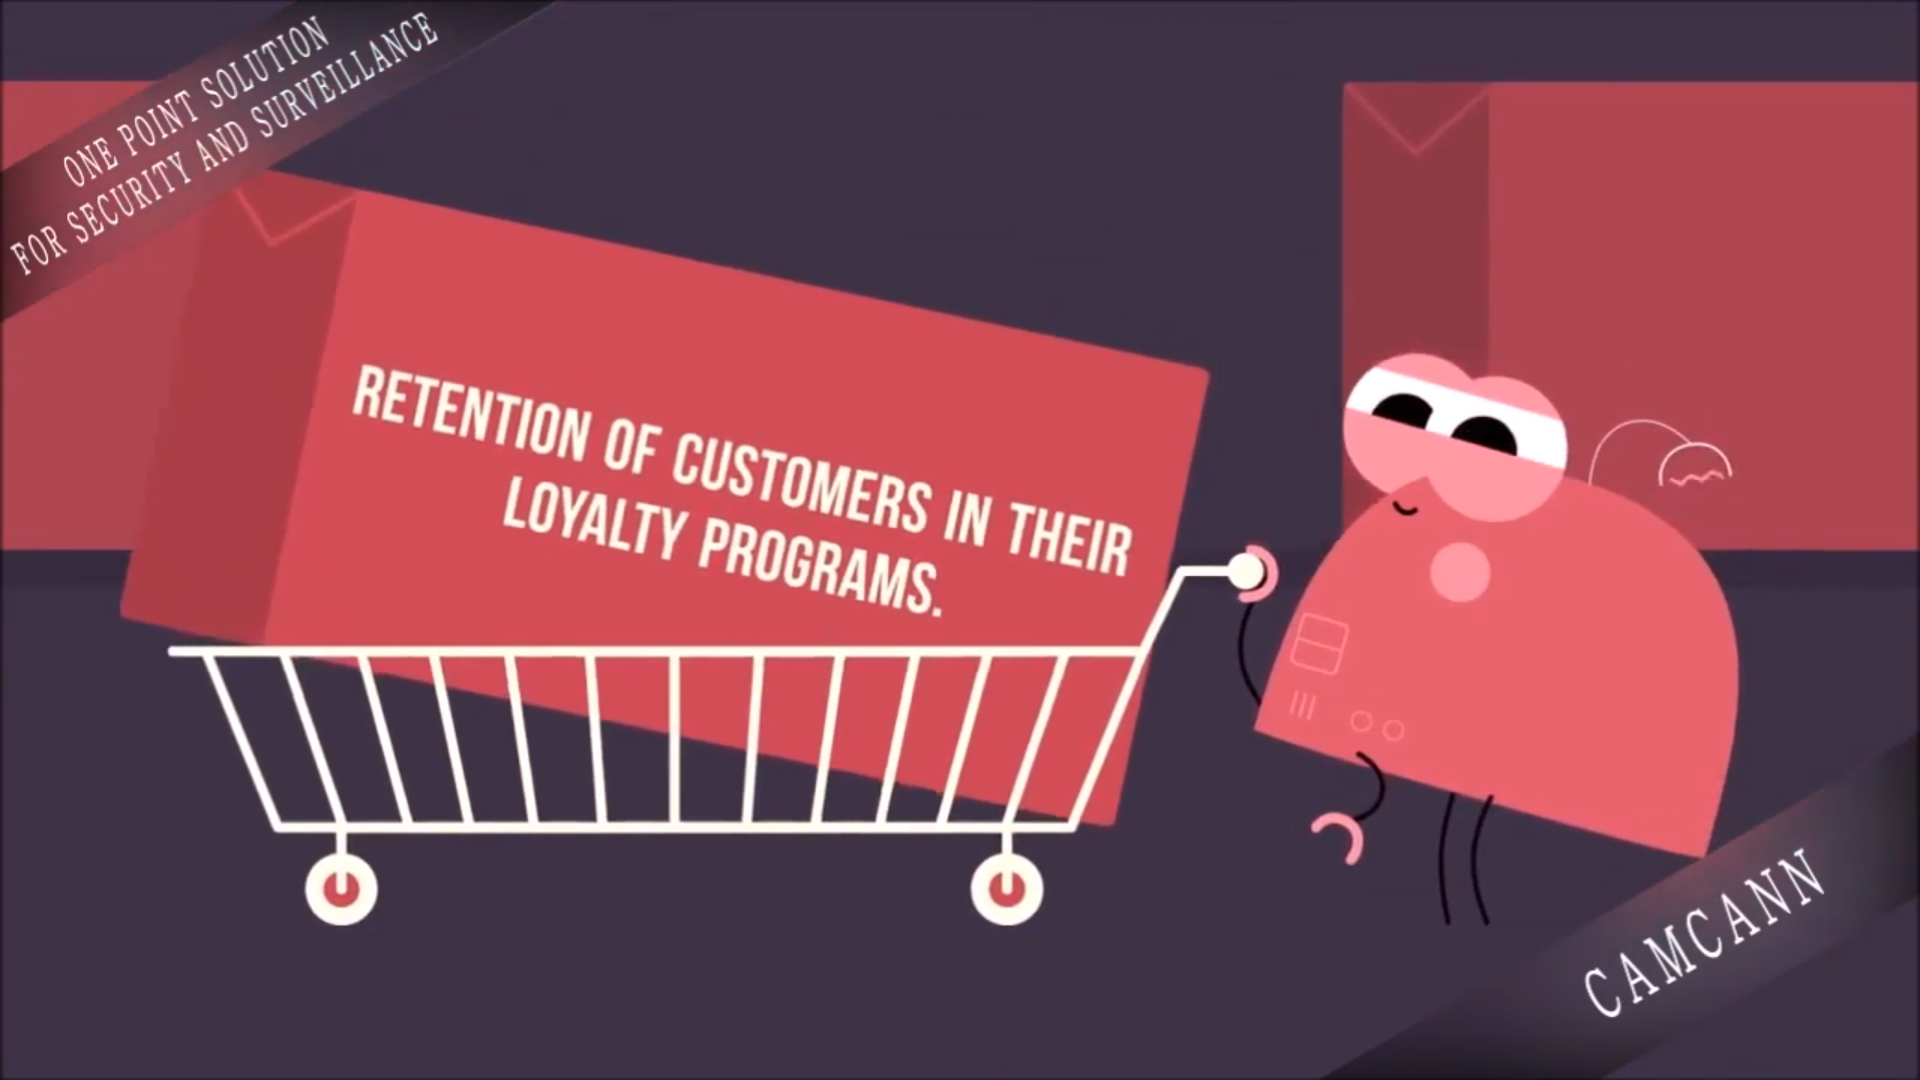 ONE POINT SOLUTION
FOR SECURITY AND SURVEILLANCE
RETENTION OF CUSTOMERS IN THEIR
LOYALTY PROGRAMS.
CAMCANN